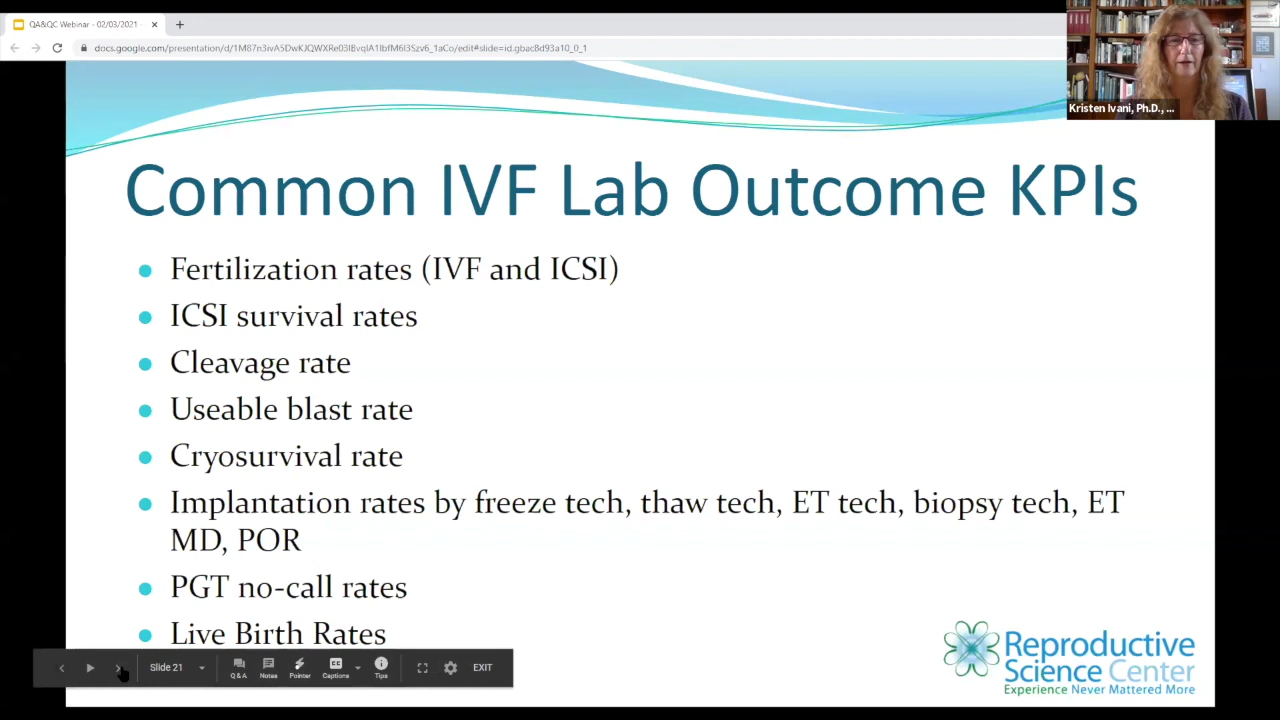 QA&QC Webinar - 02/03/2021 -
docs.google.com/presentation/d/1M87n3ivA5DwKJQWXRe03IBvqIA1IbfM6I3Szv6_1aCo/edit#slide=id.gbac8d93a10_0_1
Kristen Ivani, Ph.D., ...
Common IVF Lab Outcome KPIs
Fertilization rates (IVF and ICSI)
ICSI survival rates
Cleavage rate
Useable blast rate
Cryosurvival rate
Implantation rates by freeze tech, thaw tech, ET tech, biopsy tech, ET
MD, POR
PGT no-call rates
Live Birth Rates
Slide 21
Q&A Notes Pointer Captions Tips
EXIT
Reproductive
Science Center
Experience Never Mattered More